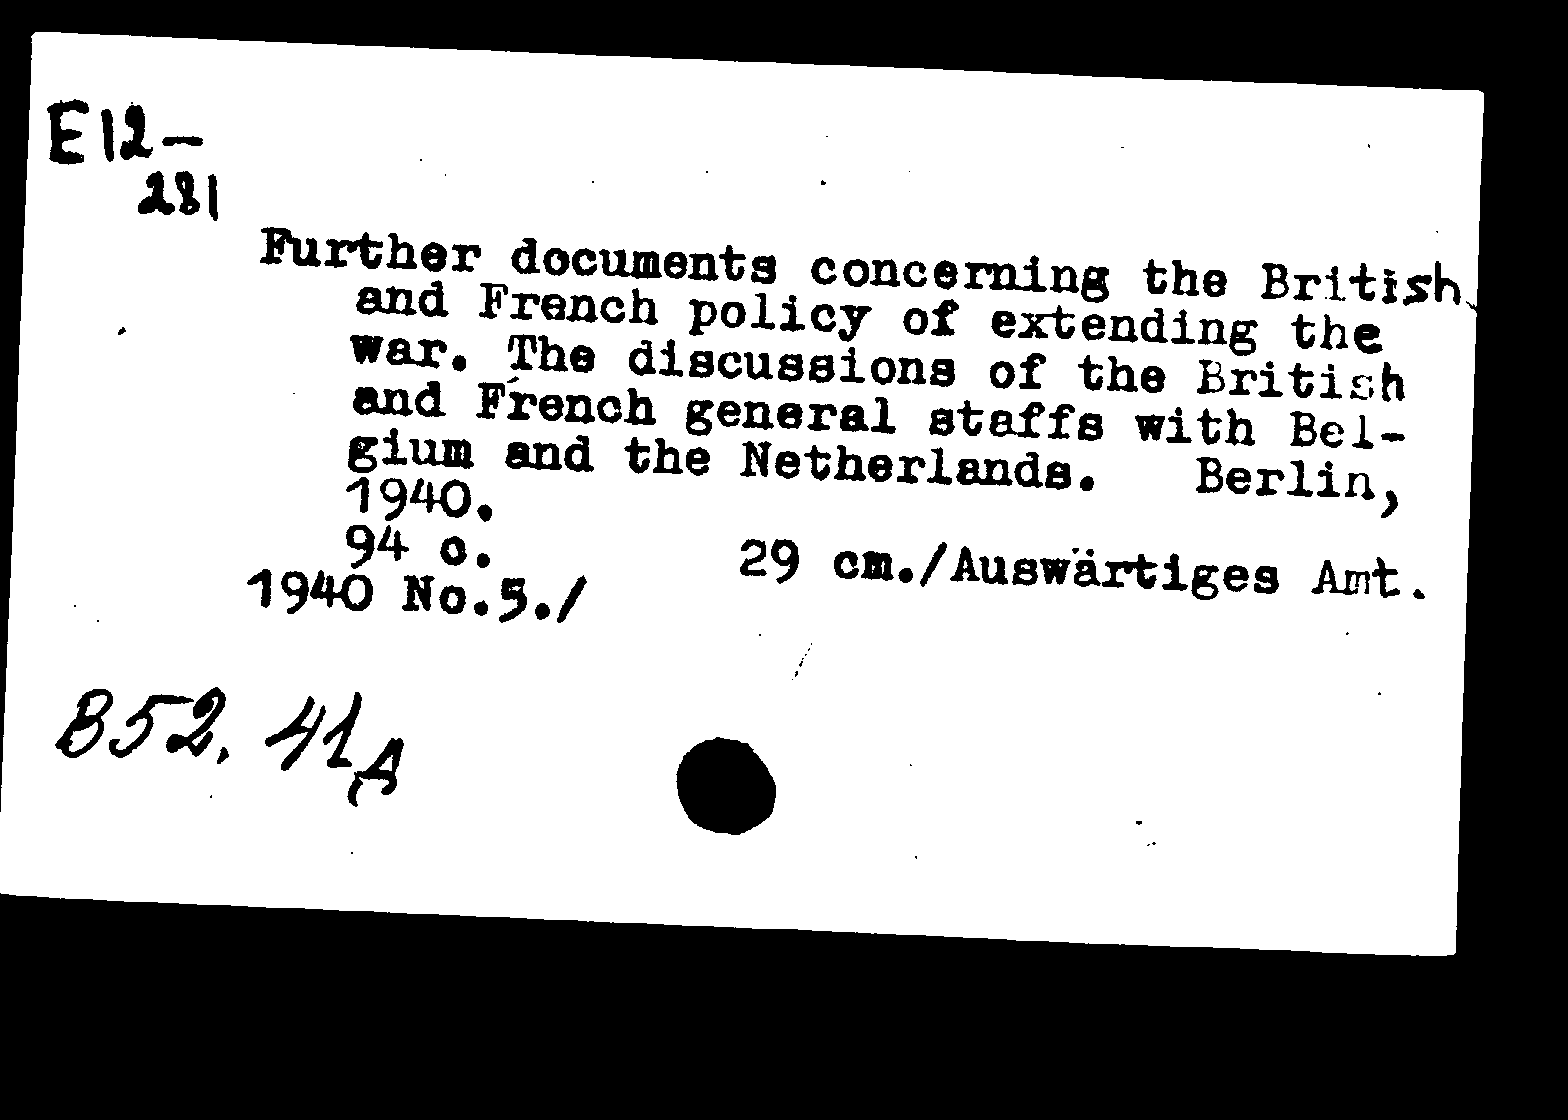 E12-
281
Further documents concerning the British
and French policy of extending the
war. The discussions of the British
and French general staffs with Bel-
gium and the Netherlands. Berlin,
1940.
94 o. 29 cm./Auswärtiges Amt.
1940 No.5./
B52.41A